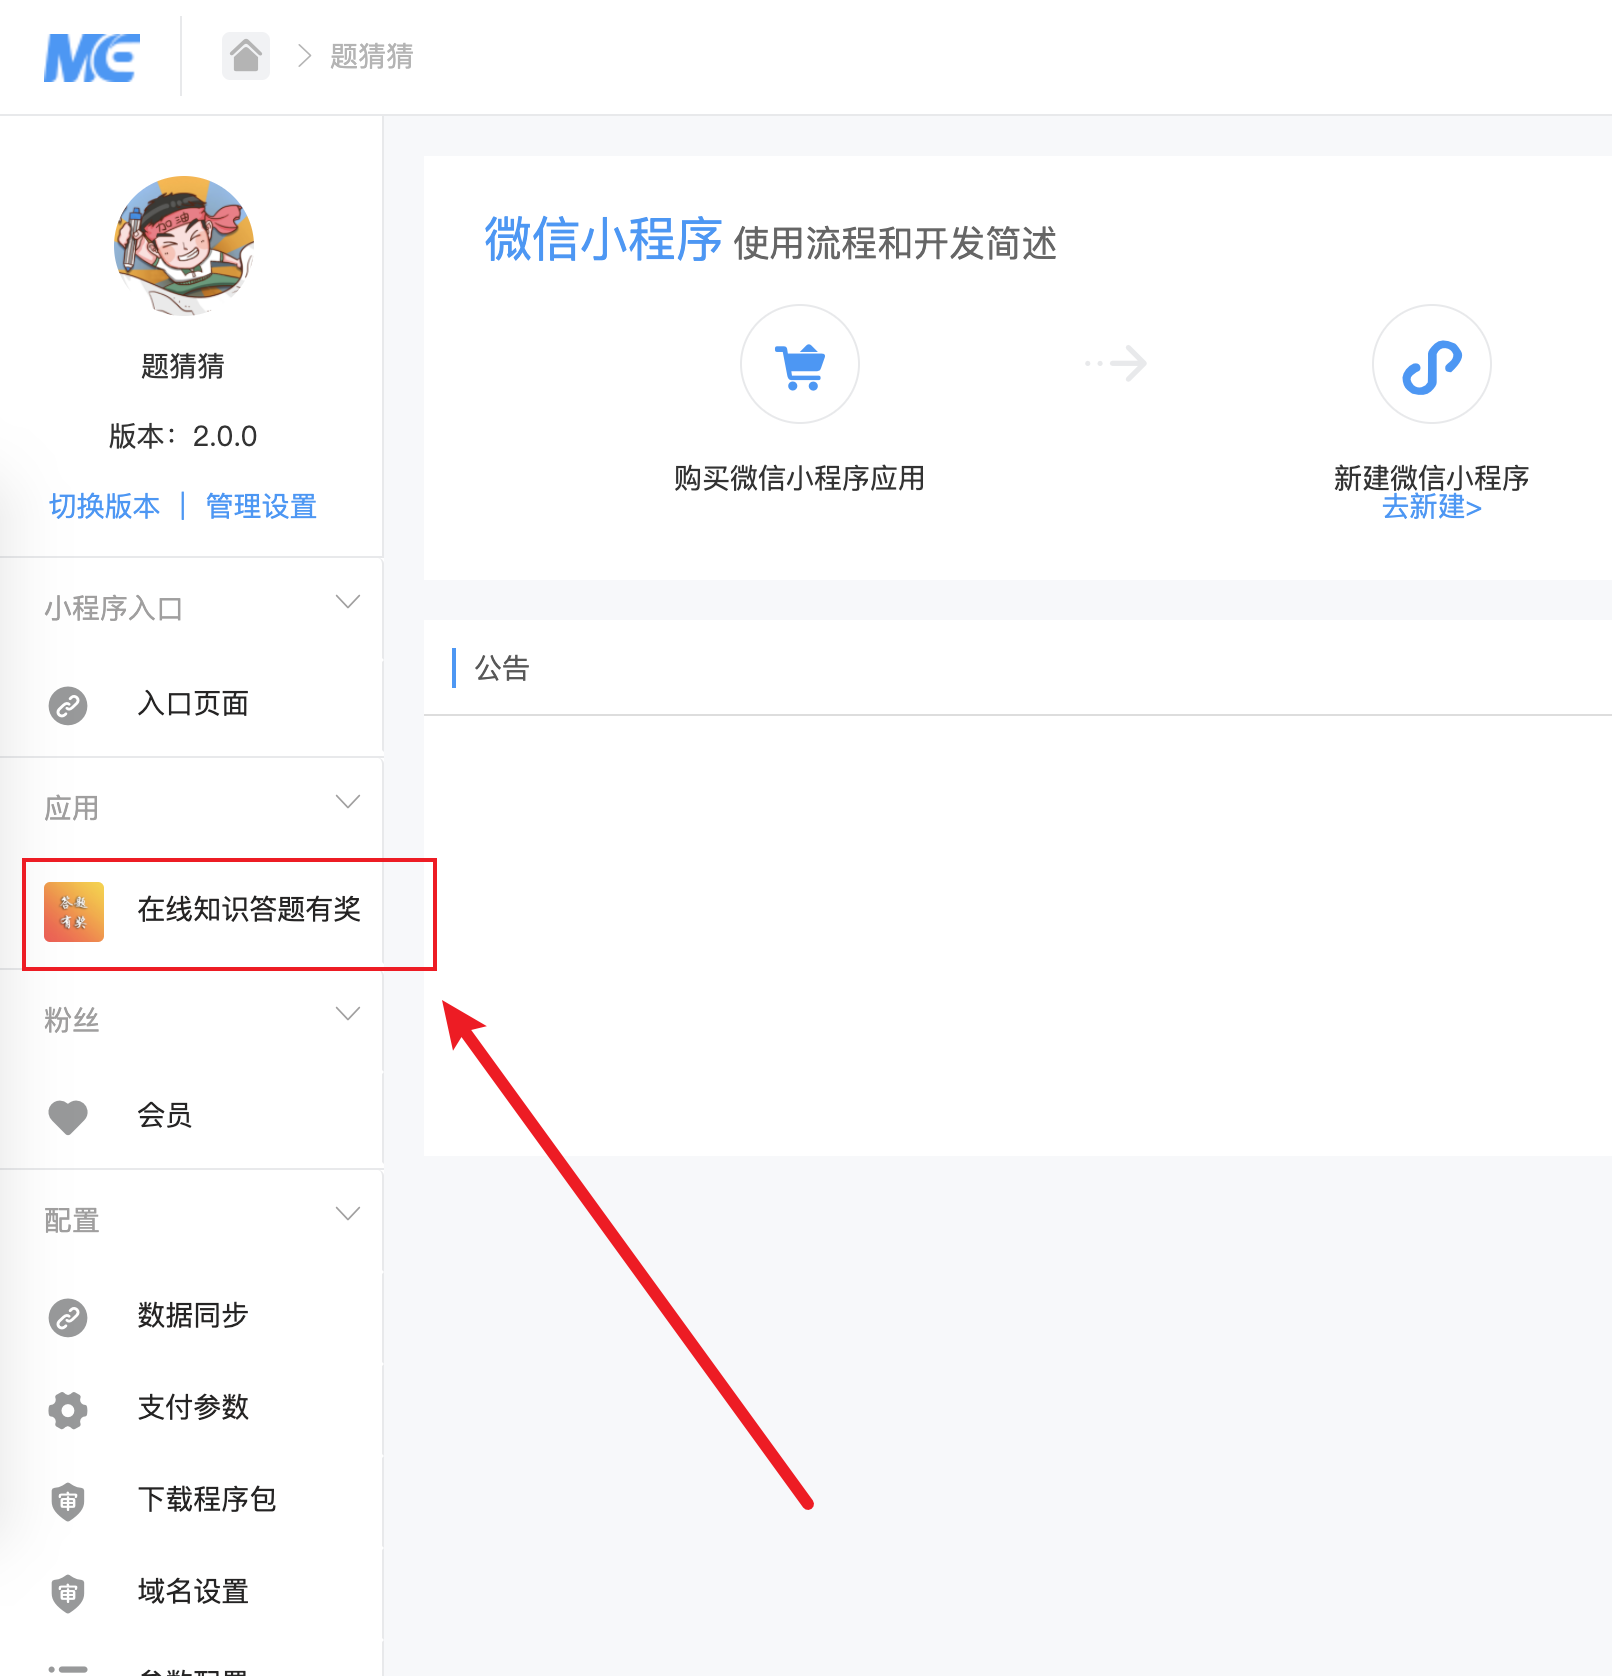 MCE
题猜猜
加油
题猜猜
版本：2.0.0
切换版本 | 管理设置
小程序入口
入口页面
应用
答题
有奖
在线知识答题有奖
粉丝
会员
配置
数据同步
支付参数
审
下载程序包
审
域名设置
参数配置
微信小程序 使用流程和开发简述
购买微信小程序应用
新建微信小程序
去新建>
公告